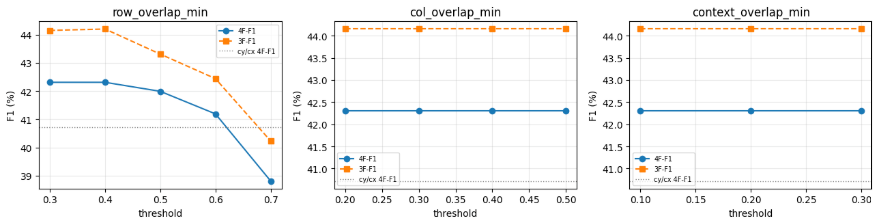 row_overlap_min
44
43
42
41
40
39
F1 (%)
0.3 0.4 0.5 0.6 0.7
threshold
4F-F1
3F-F1
cy/cx 4F-F1
col_overlap_min
44.0
43.5
43.0
42.5
42.0
41.5
41.0
F1 (%)
0.20 0.25 0.30 0.35 0.40 0.45 0.50
threshold
4F-F1
3F-F1
cy/cx 4F-F1
context_overlap_min
44.0
43.5
43.0
42.5
42.0
41.5
41.0
F1 (%)
0.10 0.15 0.20 0.25 0.30
threshold
4F-F1
3F-F1
cy/cx 4F-F1